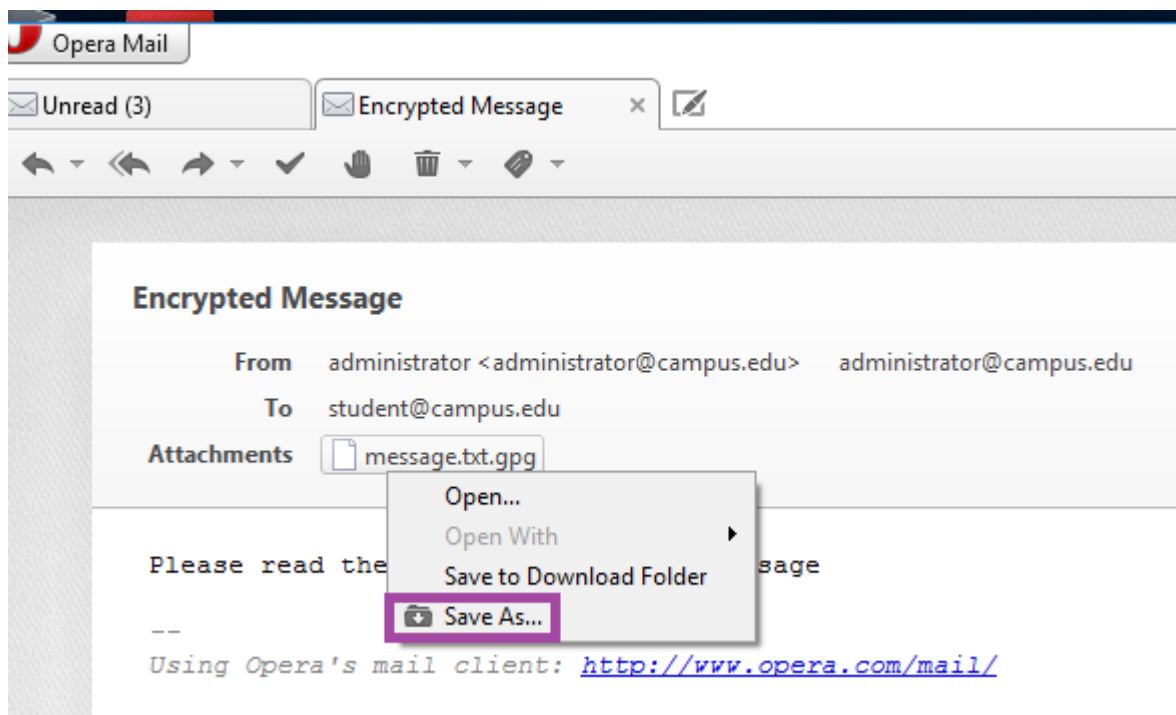 Opera Mail
Unread (3)
Encrypted Message
Encrypted Message
From administrator <administrator@campus.edu> administrator@campus.edu
To student@campus.edu
Attachments message.txt.gpg
Open...
Open With
Please read the sage
Save to Download Folder
Save As...
--
Using Opera's mail client: http://www.opera.com/mail/